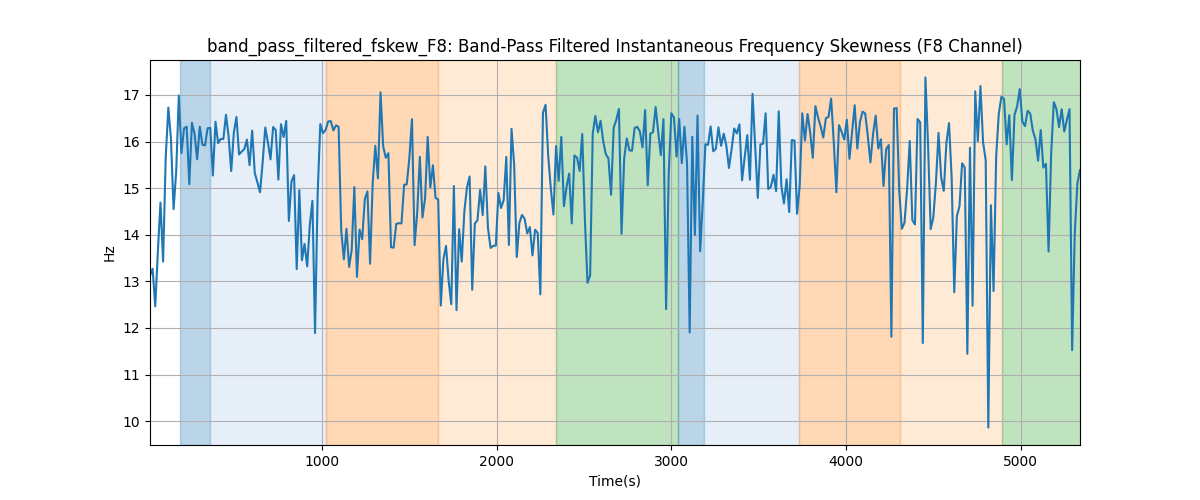 band_pass_filtered_fskew_F8: Band-Pass Filtered Instantaneous Frequency Skewness (F8 Channel)
17
16
15
14
13
12
11
10
Hz
1000 2000 3000 4000 5000
Time(s)